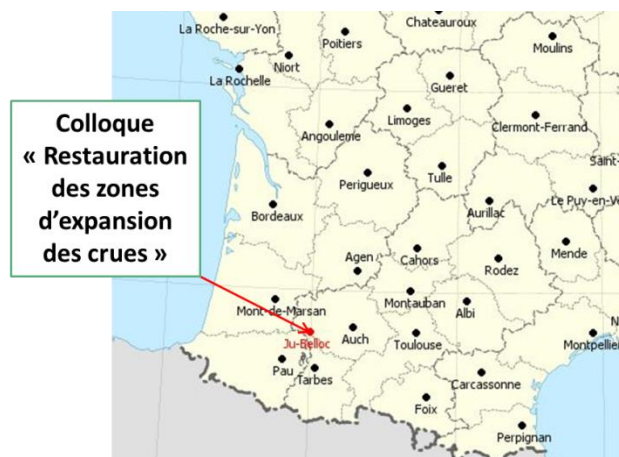 La Roche-sur-Yon
Poitiers
Chateauroux
Moulins
Niort
La Rochelle
Gueret
Limoges
Clermont-Ferrand
Angouleme
Colloque
« Restauration
des zones
d’expansion
des crues »
Tulle
Saint-
Perigueux
Aurillac
Le Puy-en-Ve
Bordeaux
Agen
Cahors
Mende
Rodez
Mont-de-Marsan
Montauban
Albi
Ju-Belloc
Auch
Toulouse
N
Montpellier
Pau
Tarbes
Carcassonne
Foix
Perpignan